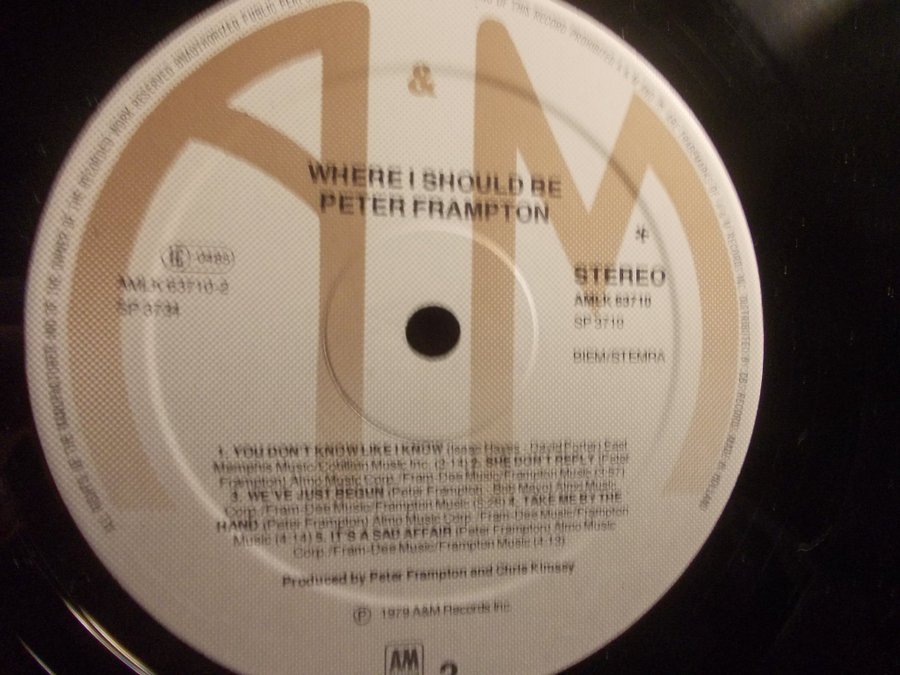 &
WHERE I SHOULD BE
PETER FRAMPTON
*
STEREO
AMLK 63710
SP 3710
BIEM/STEMRA
0485
AMLK 63710-2
SP 3734
1. YOU DON'T KNOW LIKE I KNOW (Isaac Hayes - David Porter) East
Memphis Music/Cotillion Music Inc. (2:14) 2. SHE DON'T REPLY (Peter
Frampton) Almo Music Corp./Fram-Dee Music/Frampton Music
3. WE'VE JUST BEGUN (Peter Frampton - Bob Mayo) Almo Music
Corp./Fram-Dee Music/Frampton Music 4. TAKE ME BY THE
HAND (Peter Frampton) Almo Music Corp./Fram-Dee Music/Frampton
Music (4:14) 5. IT'S A SAD AFFAIR (Peter Frampton) Almo Music
Corp./Fram-Dee Music/Frampton Music (4:13)
Produced by Peter Frampton and Chris Kimsey
Ⓟ 1979 A&M Records Inc.
AM
2